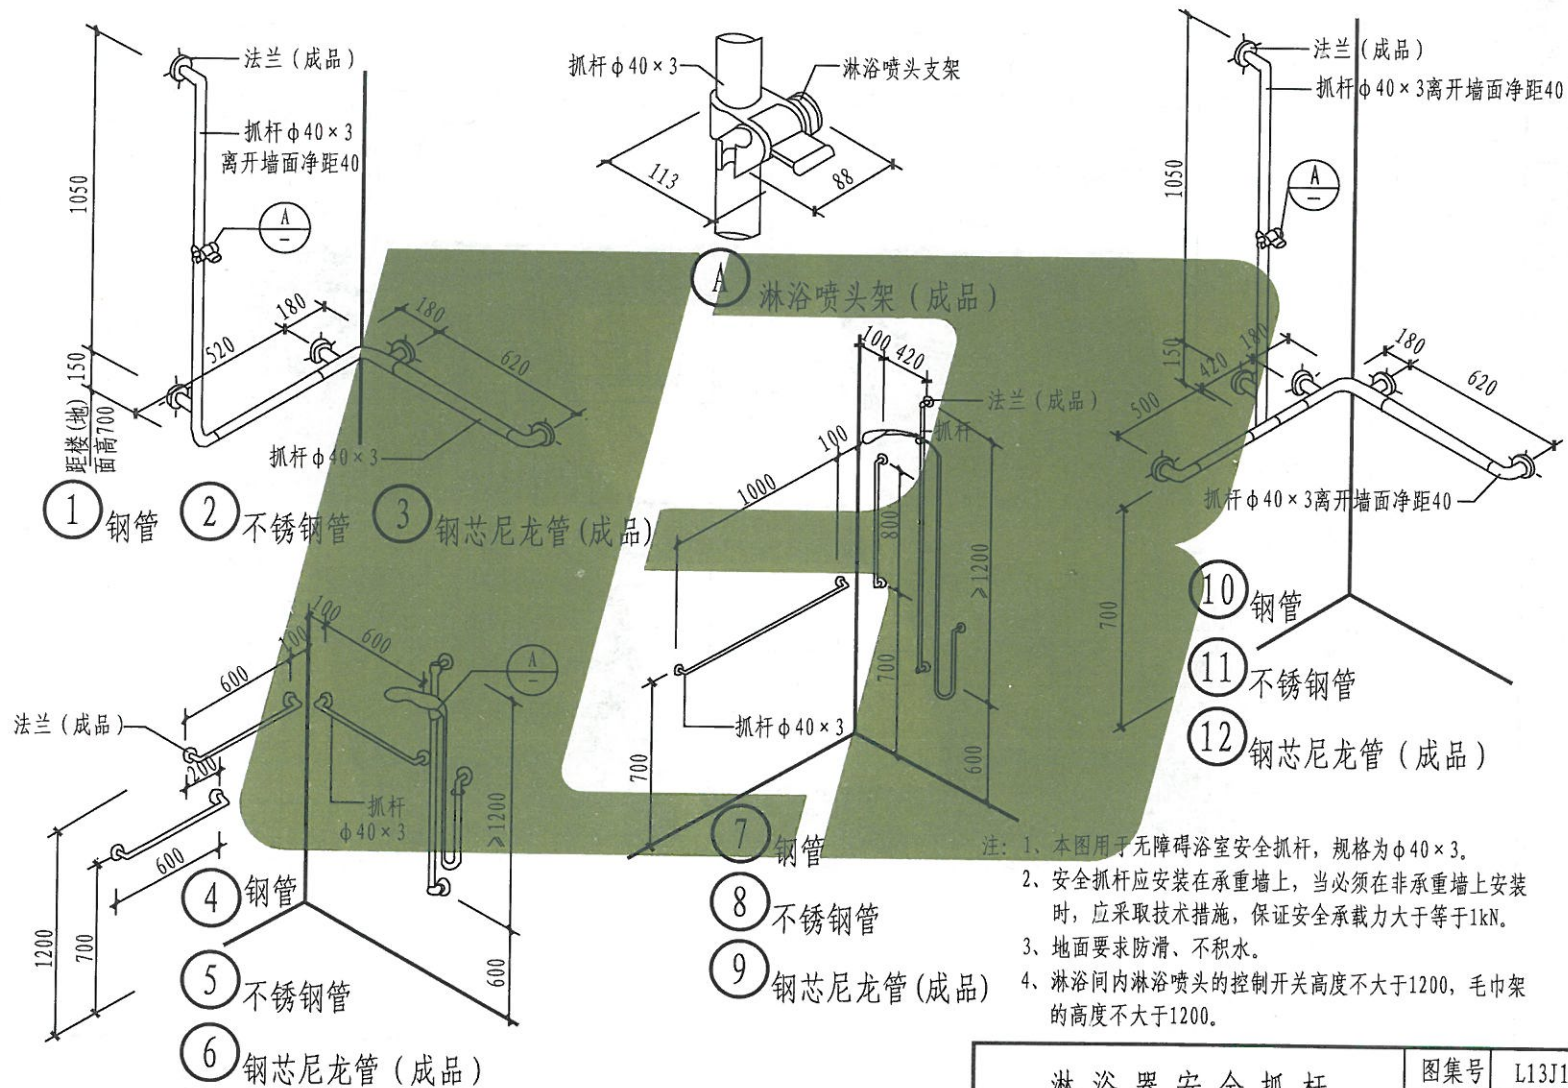 1050
法兰（成品）
抓杆ф40×3
离开墙面净距40
A
—
180
520
150
距楼(地)
面高700
180
620
抓杆ф40×3
① 钢管 ② 不锈钢管 ③ 钢芯尼龙管(成品)
抓杆ф40×3
淋浴喷头支架
113
88
A 淋浴喷头架（成品）
1050
法兰（成品）
抓杆ф40×3离开墙面净距40
A
—
150
500
420
180
180
620
抓杆ф40×3离开墙面净距40
700
⑩ 钢管
⑪ 不锈钢管
⑫ 钢芯尼龙管（成品）
100
600
100
600
A
—
法兰（成品）
200
抓杆
ф40×3
≥1200
600
1200
700
600
④ 钢管
⑤ 不锈钢管
⑥ 钢芯尼龙管（成品）
100
420
法兰（成品）
抓杆
100
1000
800
≥1200
700
抓杆ф40×3
700
600
⑦ 钢管
⑧ 不锈钢管
⑨ 钢芯尼龙管(成品)
注：1、本图用于无障碍浴室安全抓杆，规格为ф40×3。
2、安全抓杆应安装在承重墙上，当必须在非承重墙上安装
时，应采取技术措施，保证安全承载力大于等于1kN。
3、地面要求防滑、不积水。
4、淋浴间内淋浴喷头的控制开关高度不大于1200，毛巾架
的高度不大于1200。
淋浴器安全抓杆
图集号
L13J1